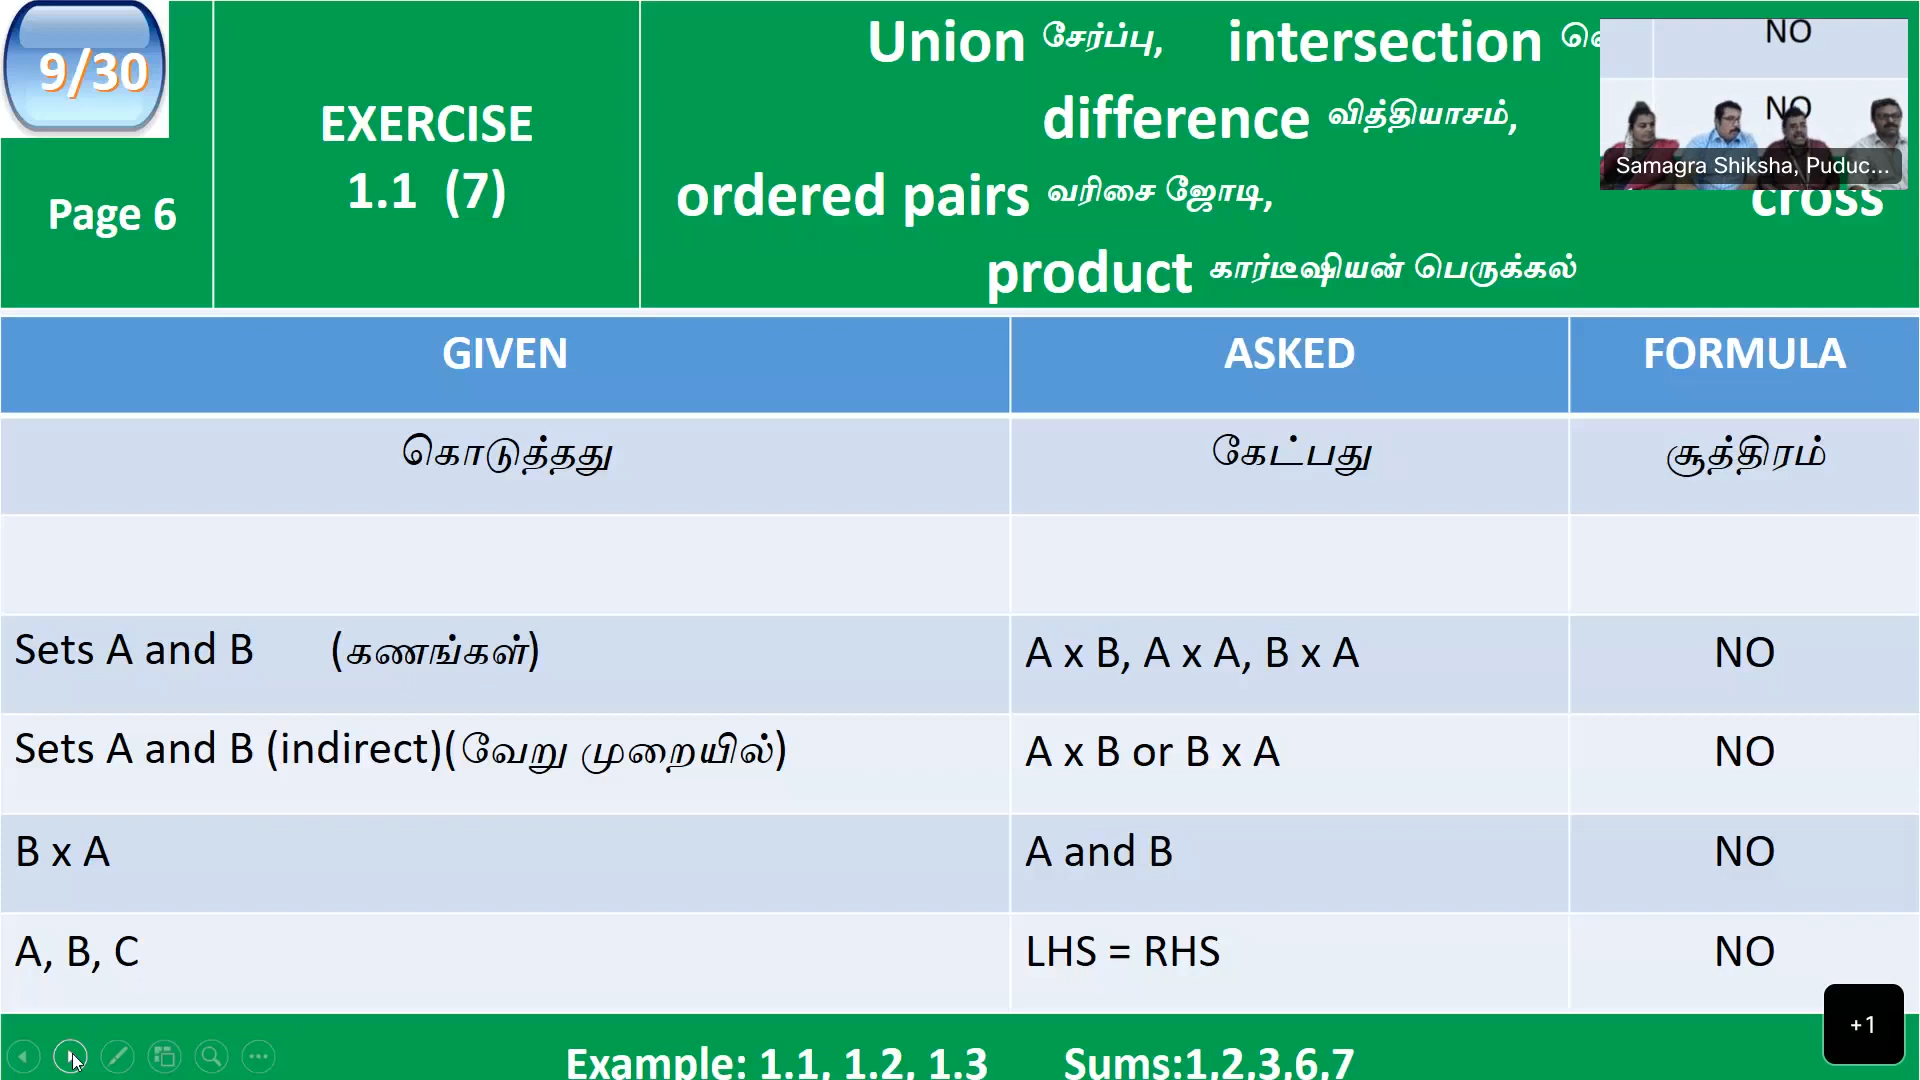 9/30
Page 6
EXERCISE
1.1 (7)
Union சேர்ப்பு, intersection
difference வித்தியாசம்,
ordered pairs வரிசை ஜோடி, cross
product கார்டீஷியன் பெருக்கல்
NO
NO
Samagra Shiksha, Puduc...
GIVEN ASKED FORMULA
கொடுத்தது கேட்பது சூத்திரம்
Sets A and B (கணங்கள்) A x B, A x A, B x A NO
Sets A and B (indirect)(வேறு முறையில்) A x B or B x A NO
B x A A and B NO
A, B, C LHS = RHS NO
+1
Example: 1.1, 1.2, 1.3 Sums:1,2,3,6,7